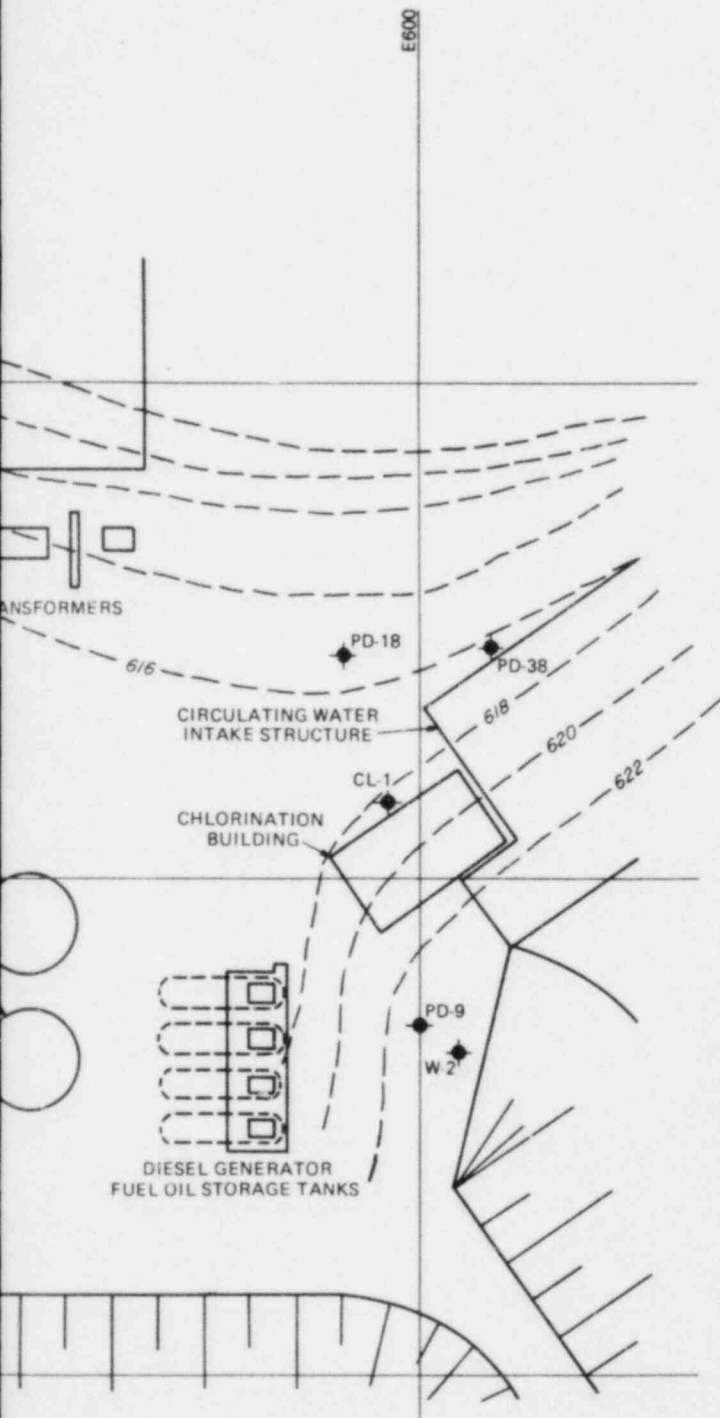 E600
ANSFORMERS
PD-18
616
PD-38
CIRCULATING WATER
INTAKE STRUCTURE
618
620
622
CL-1
CHLORINATION
BUILDING
PD-9
W-2
DIESEL GENERATOR
FUEL OIL STORAGE TANKS